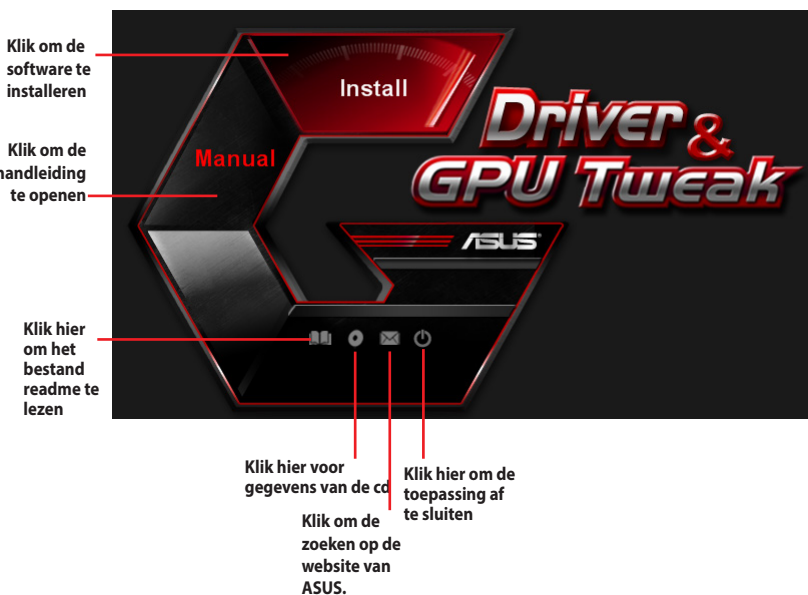 Klik om de
software te
installeren
Install
Driver &
GPU Tweak
Klik om de
handleiding
te openen
Manual
ASUS
Klik hier
om het
bestand
readme te
lezen
Klik hier voor
gegevens van de cd
Klik om de
zoeken op de
website van
ASUS.
Klik hier om de
toepassing af
te sluiten